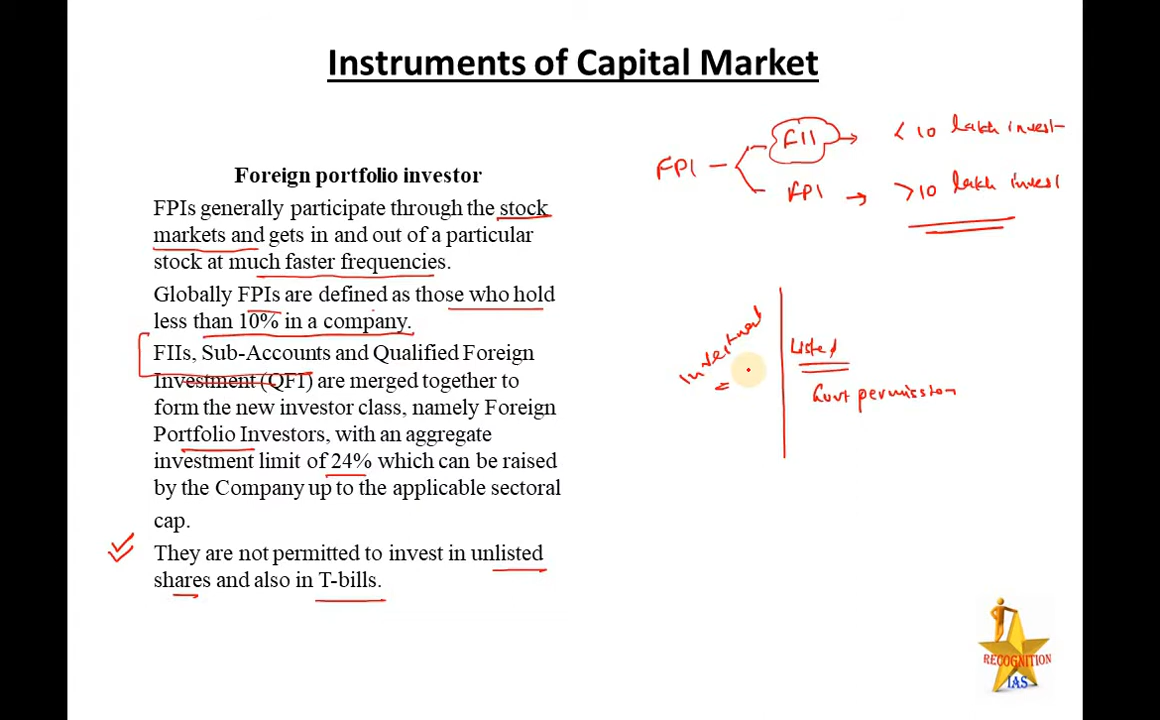 Instruments of Capital Market
Foreign portfolio investor
FPIs generally participate through the stock
markets and gets in and out of a particular
stock at much faster frequencies.
Globally FPIs are defined as those who hold
less than 10% in a company.
FIIs, Sub-Accounts and Qualified Foreign
Investment (QFI) are merged together to
form the new investor class, namely Foreign
Portfolio Investors, with an aggregate
investment limit of 24% which can be raised
by the Company up to the applicable sectoral
cap.
They are not permitted to invest in unlisted
shares and also in T-bills.
FII → < 10 lakh invest
FPI
FPI → >10 lakh invest
Investment
Listed
Govt permission
RECOGNITION
IAS